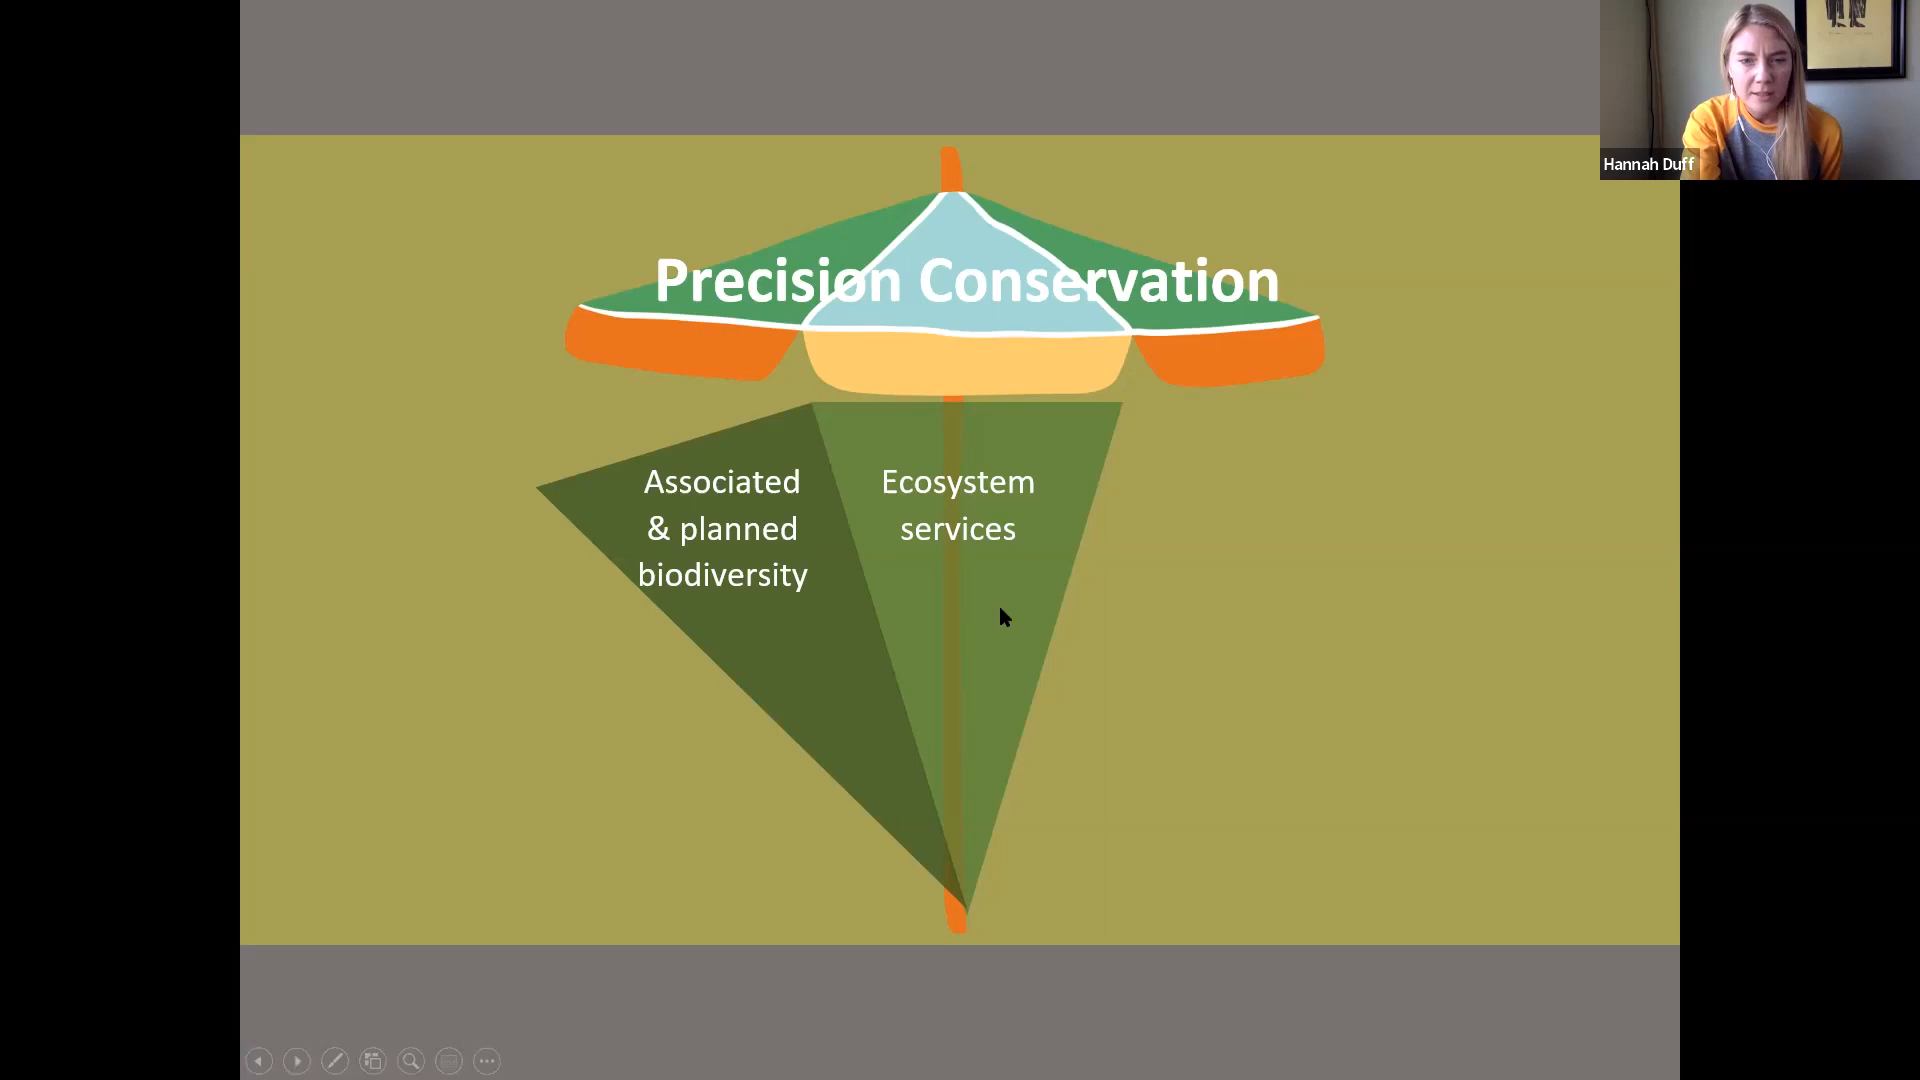 Hannah Duff
Precision Conservation
Associated
& planned
biodiversity
Ecosystem
services